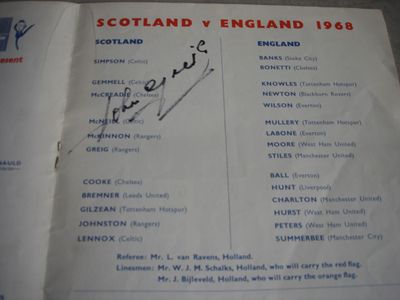 esent
NAULD
SCOTLAND v ENGLAND 1968
SCOTLAND
SIMPSON (Celtic)
GEMMELL (Celtic)
McCREADIE (Chelsea)
McNEILL (Celtic)
McKINNON (Rangers)
GREIG (Rangers)
COOKE (Chelsea)
BREMNER (Leeds United)
GILZEAN (Tottenham Hotspur)
JOHNSTON (Rangers)
LENNOX (Celtic)
John Greig
ENGLAND
BANKS (Stoke City)
BONETTI (Chelsea)
KNOWLES (Tottenham Hotspur)
NEWTON (Blackburn Rovers)
WILSON (Everton)
MULLERY (Tottenham Hotspur)
LABONE (Everton)
MOORE (West Ham United)
STILES (Manchester United)
BALL (Everton)
HUNT (Liverpool)
CHARLTON (Manchester United)
HURST (West Ham United)
PETERS (West Ham United)
SUMMERBEE (Manchester City)
Referee: Mr. L. van Ravens, Holland.
Linesmen: Mr. W. J. M. Schalks, Holland, who will carry the red flag.
Mr. J. Bijleveld, Holland, who will carry the orange flag.